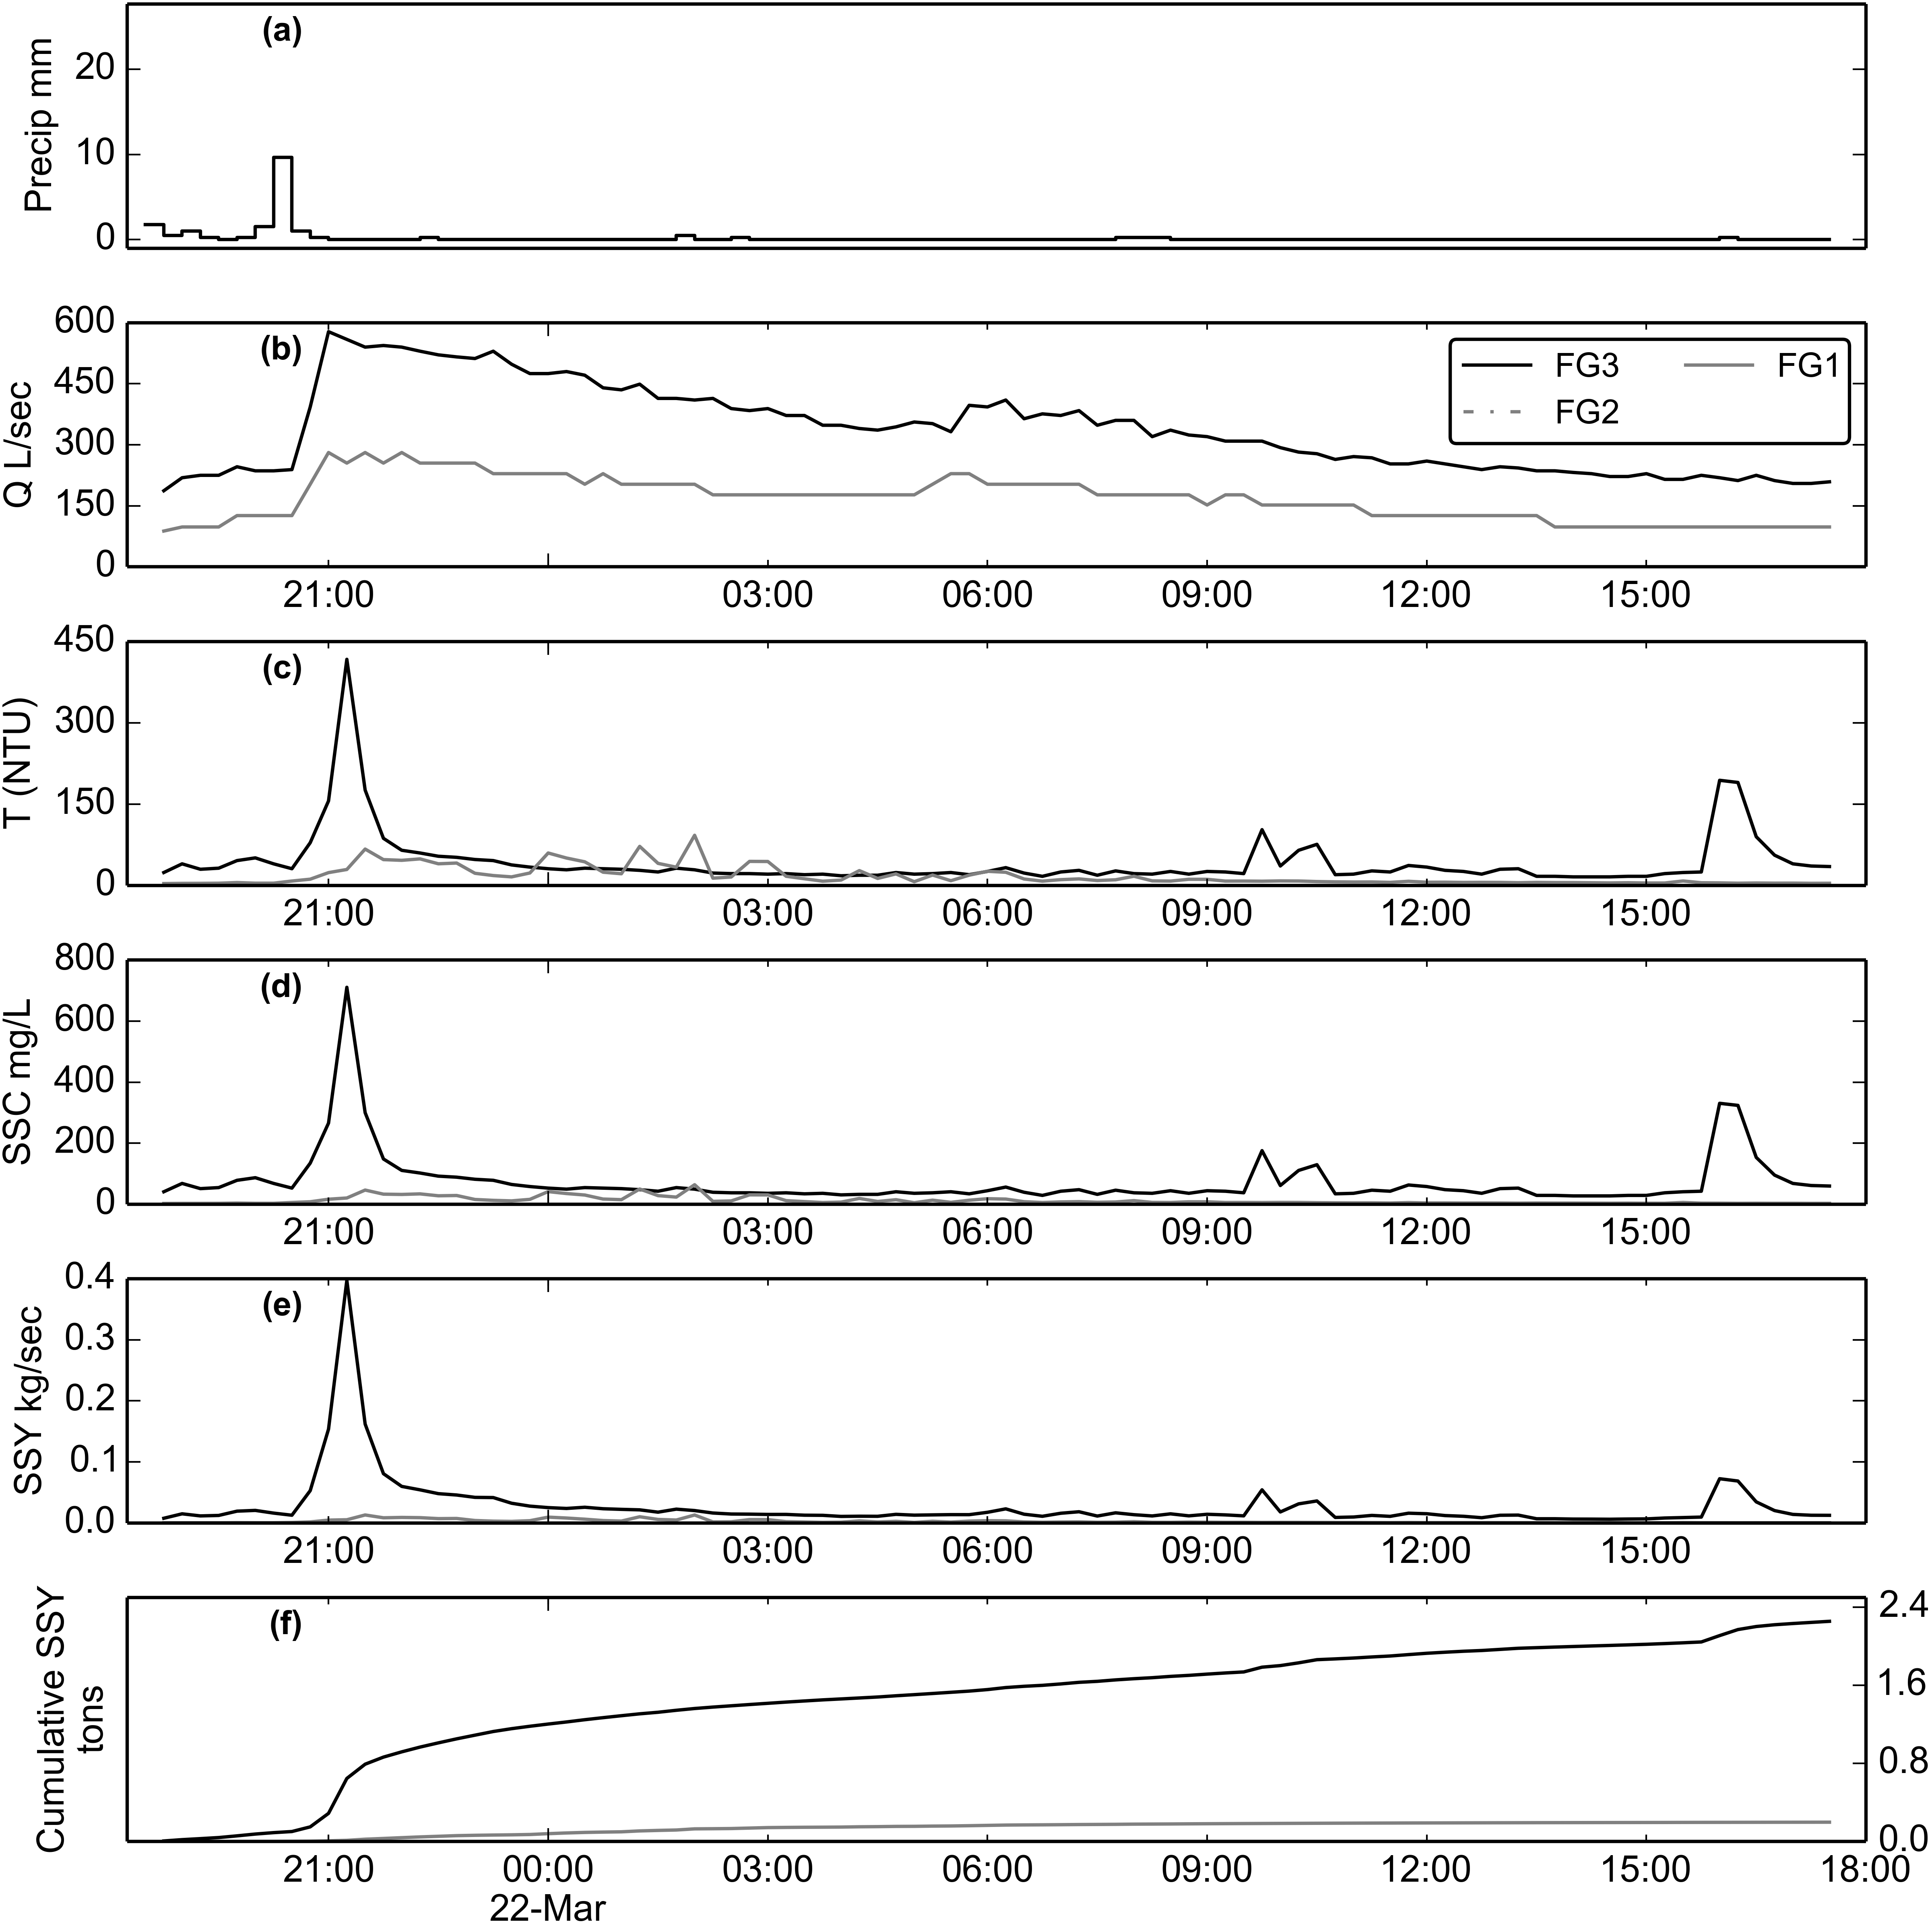 (a)
Precip mm
20
10
0
(b)
Q L/sec
600
450
300
150
0
FG3 FG1
FG2
21:00 03:00 06:00 09:00 12:00 15:00
(c)
T (NTU)
450
300
150
0
21:00 03:00 06:00 09:00 12:00 15:00
(d)
SSC mg/L
800
600
400
200
0
21:00 03:00 06:00 09:00 12:00 15:00
(e)
SSY kg/sec
0.4
0.3
0.2
0.1
0.0
21:00 03:00 06:00 09:00 12:00 15:00
(f)
Cumulative SSY
tons
2.4
1.6
0.8
0.0
21:00 00:00 03:00 06:00 09:00 12:00 15:00 18:00
22-Mar